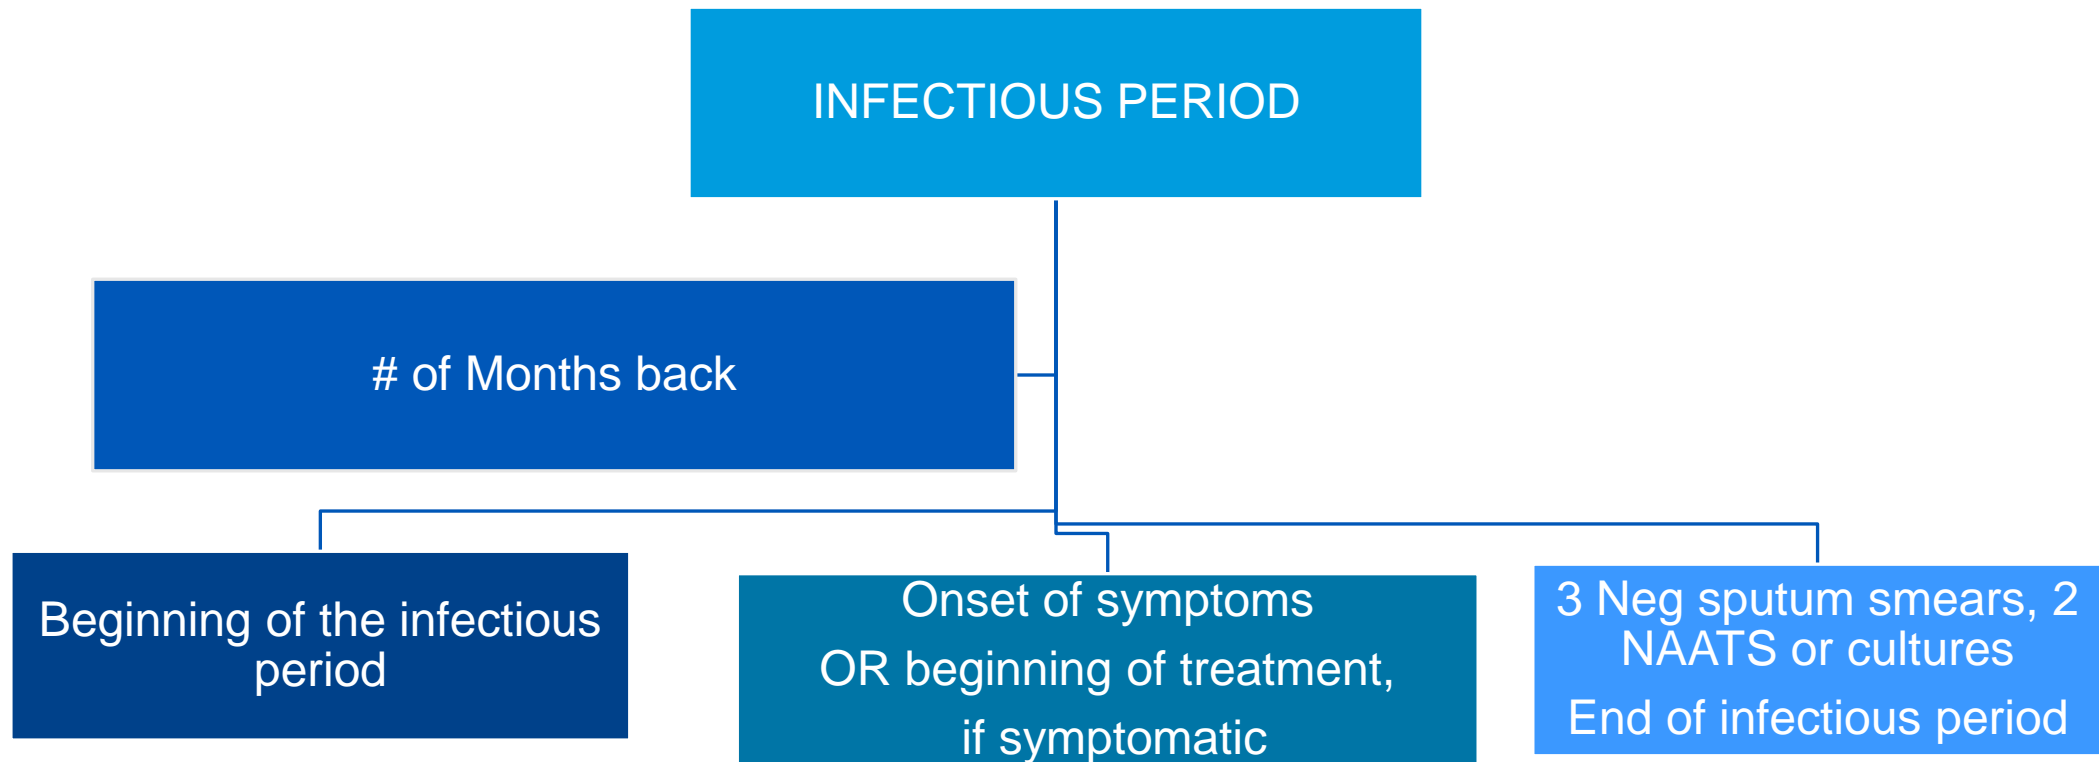 INFECTIOUS PERIOD
# of Months back
Beginning of the infectious
period
Onset of symptoms
OR beginning of treatment,
if symptomatic
3 Neg sputum smears, 2
NAATS or cultures
End of infectious period